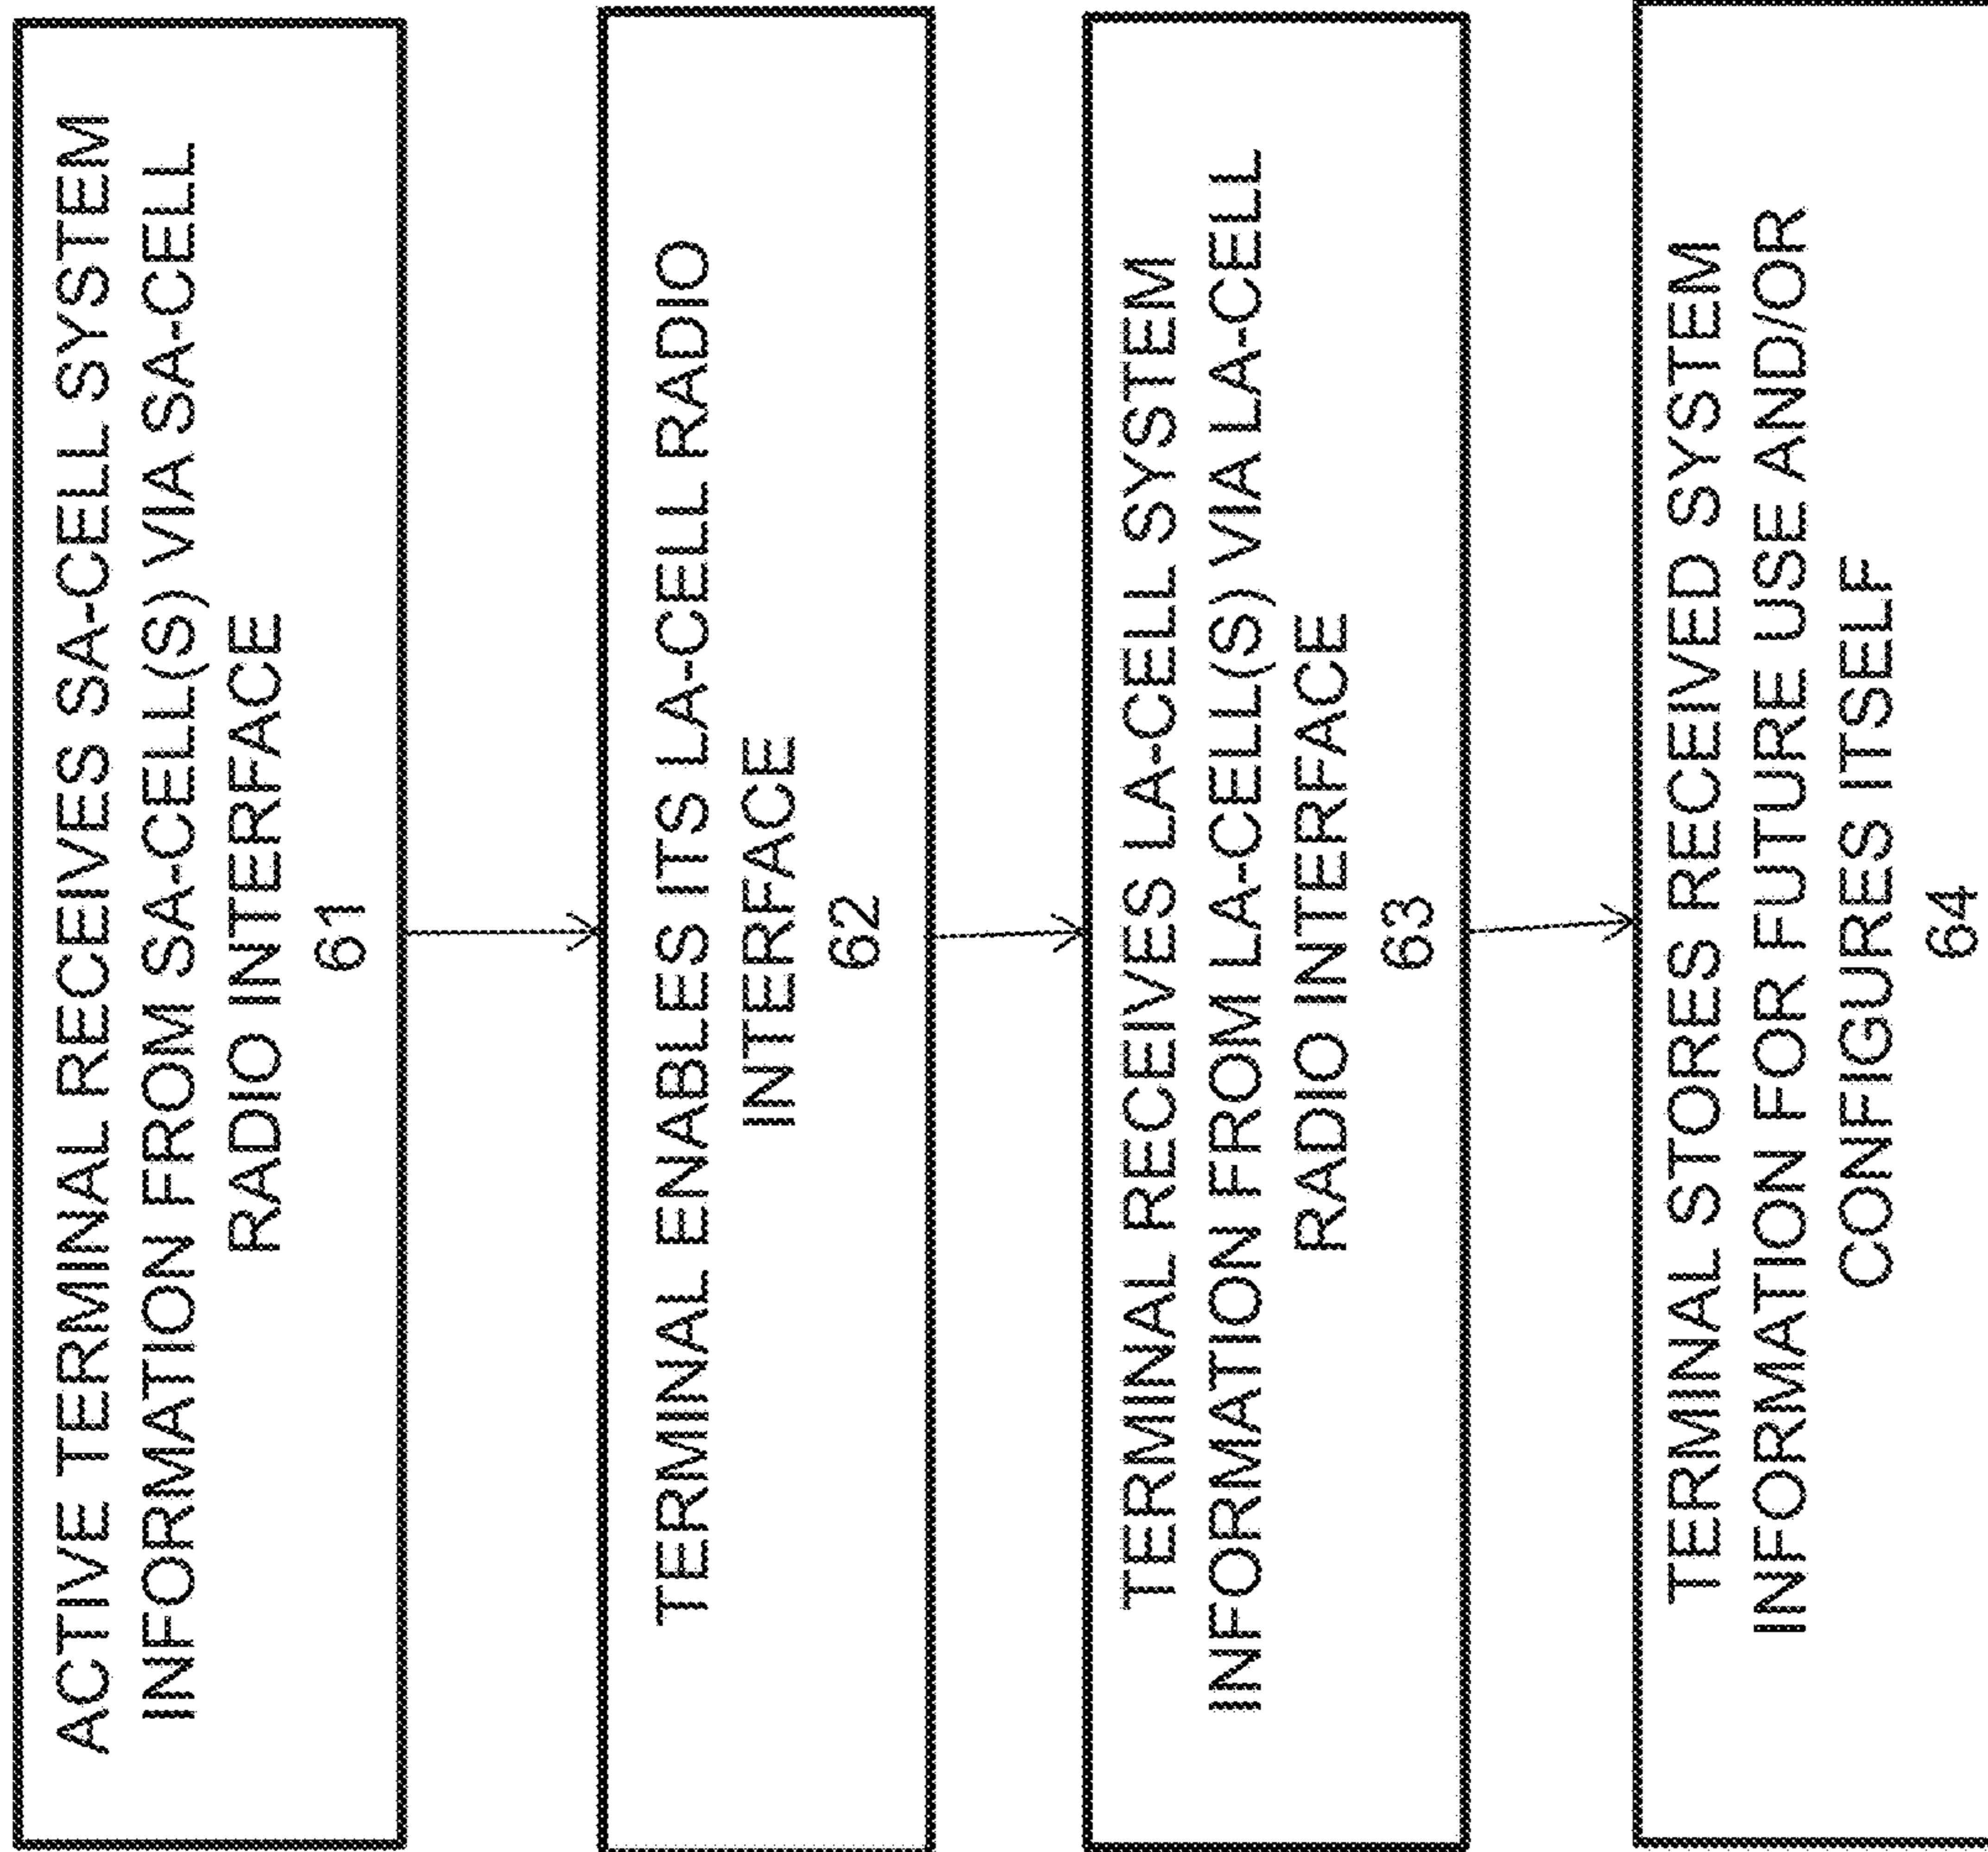 ACTIVE TERMINAL RECEIVES SA-CELL SYSTEM
INFORMATION FROM SA-CELL(S) VIA SA-CELL
RADIO INTERFACE
61
TERMINAL ENABLES ITS LA-CELL RADIO
INTERFACE
62
TERMINAL RECEIVES LA-CELL SYSTEM
INFORMATION FROM LA-CELL(S) VIA LA-CELL
RADIO INTERFACE
63
TERMINAL STORES RECEIVED SYSTEM
INFORMATION FOR FUTURE USE AND/OR
CONFIGURES ITSELF
64